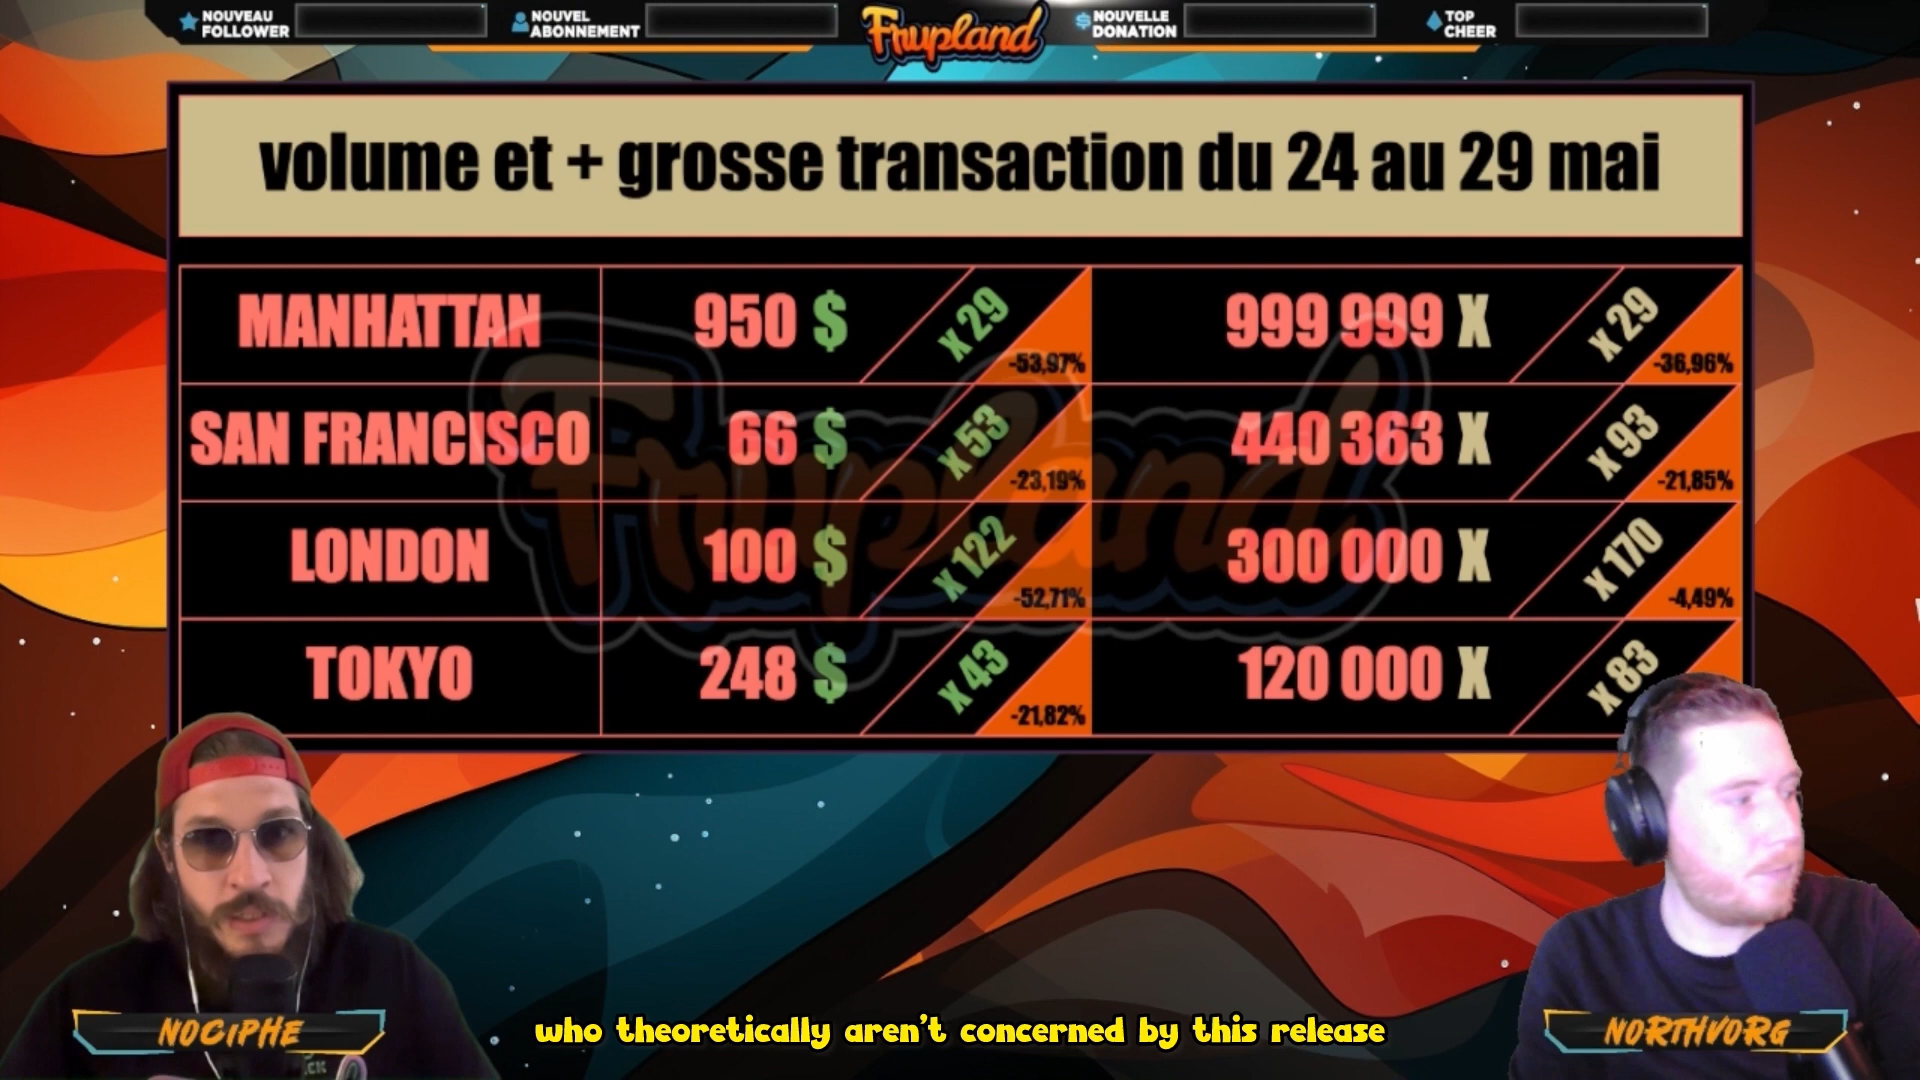 NOUVEAU FOLLOWER
NOUVEL ABONNEMENT
Frupland
NOUVELLE DONATION
TOP CHEER
volume et + grosse transaction du 24 au 29 mai
MANHATTAN 950 $ X 29 -53,97% 999 999 X X 29 -36,96%
SAN FRANCISCO 66 $ X 53 -23,19% 440 363 X X 93 -21,85%
LONDON 100 $ X 122 -52,71% 300 000 X X 170 -4,49%
TOKYO 248 $ X 43 -21,82% 120 000 X X 83
Frupland
NOCIPHE
who theoretically aren't concerned by this release
NORTHVORG